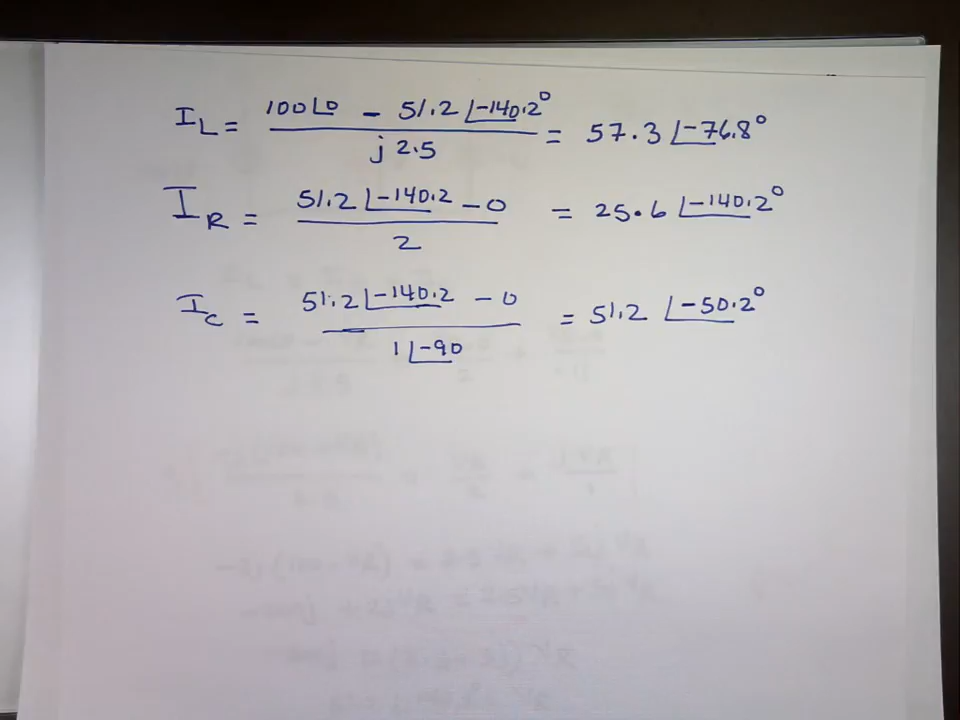 I_L = (100∠0 − 51.2∠-140.2°) / (j 2.5) = 57.3∠-76.8°
I_R = (51.2∠-140.2 − 0) / 2 = 25.6∠-140.2°
I_C = (51.2∠-140.2 − 0) / (1∠-90) = 51.2∠-50.2°